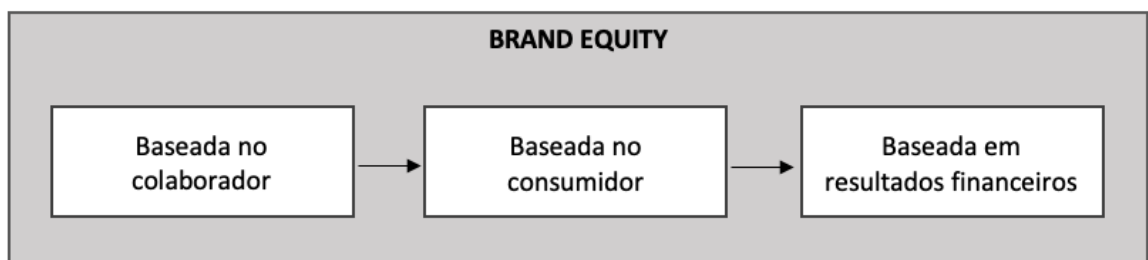 BRAND EQUITY
Baseada no
colaborador
Baseada no
consumidor
Baseada em
resultados financeiros